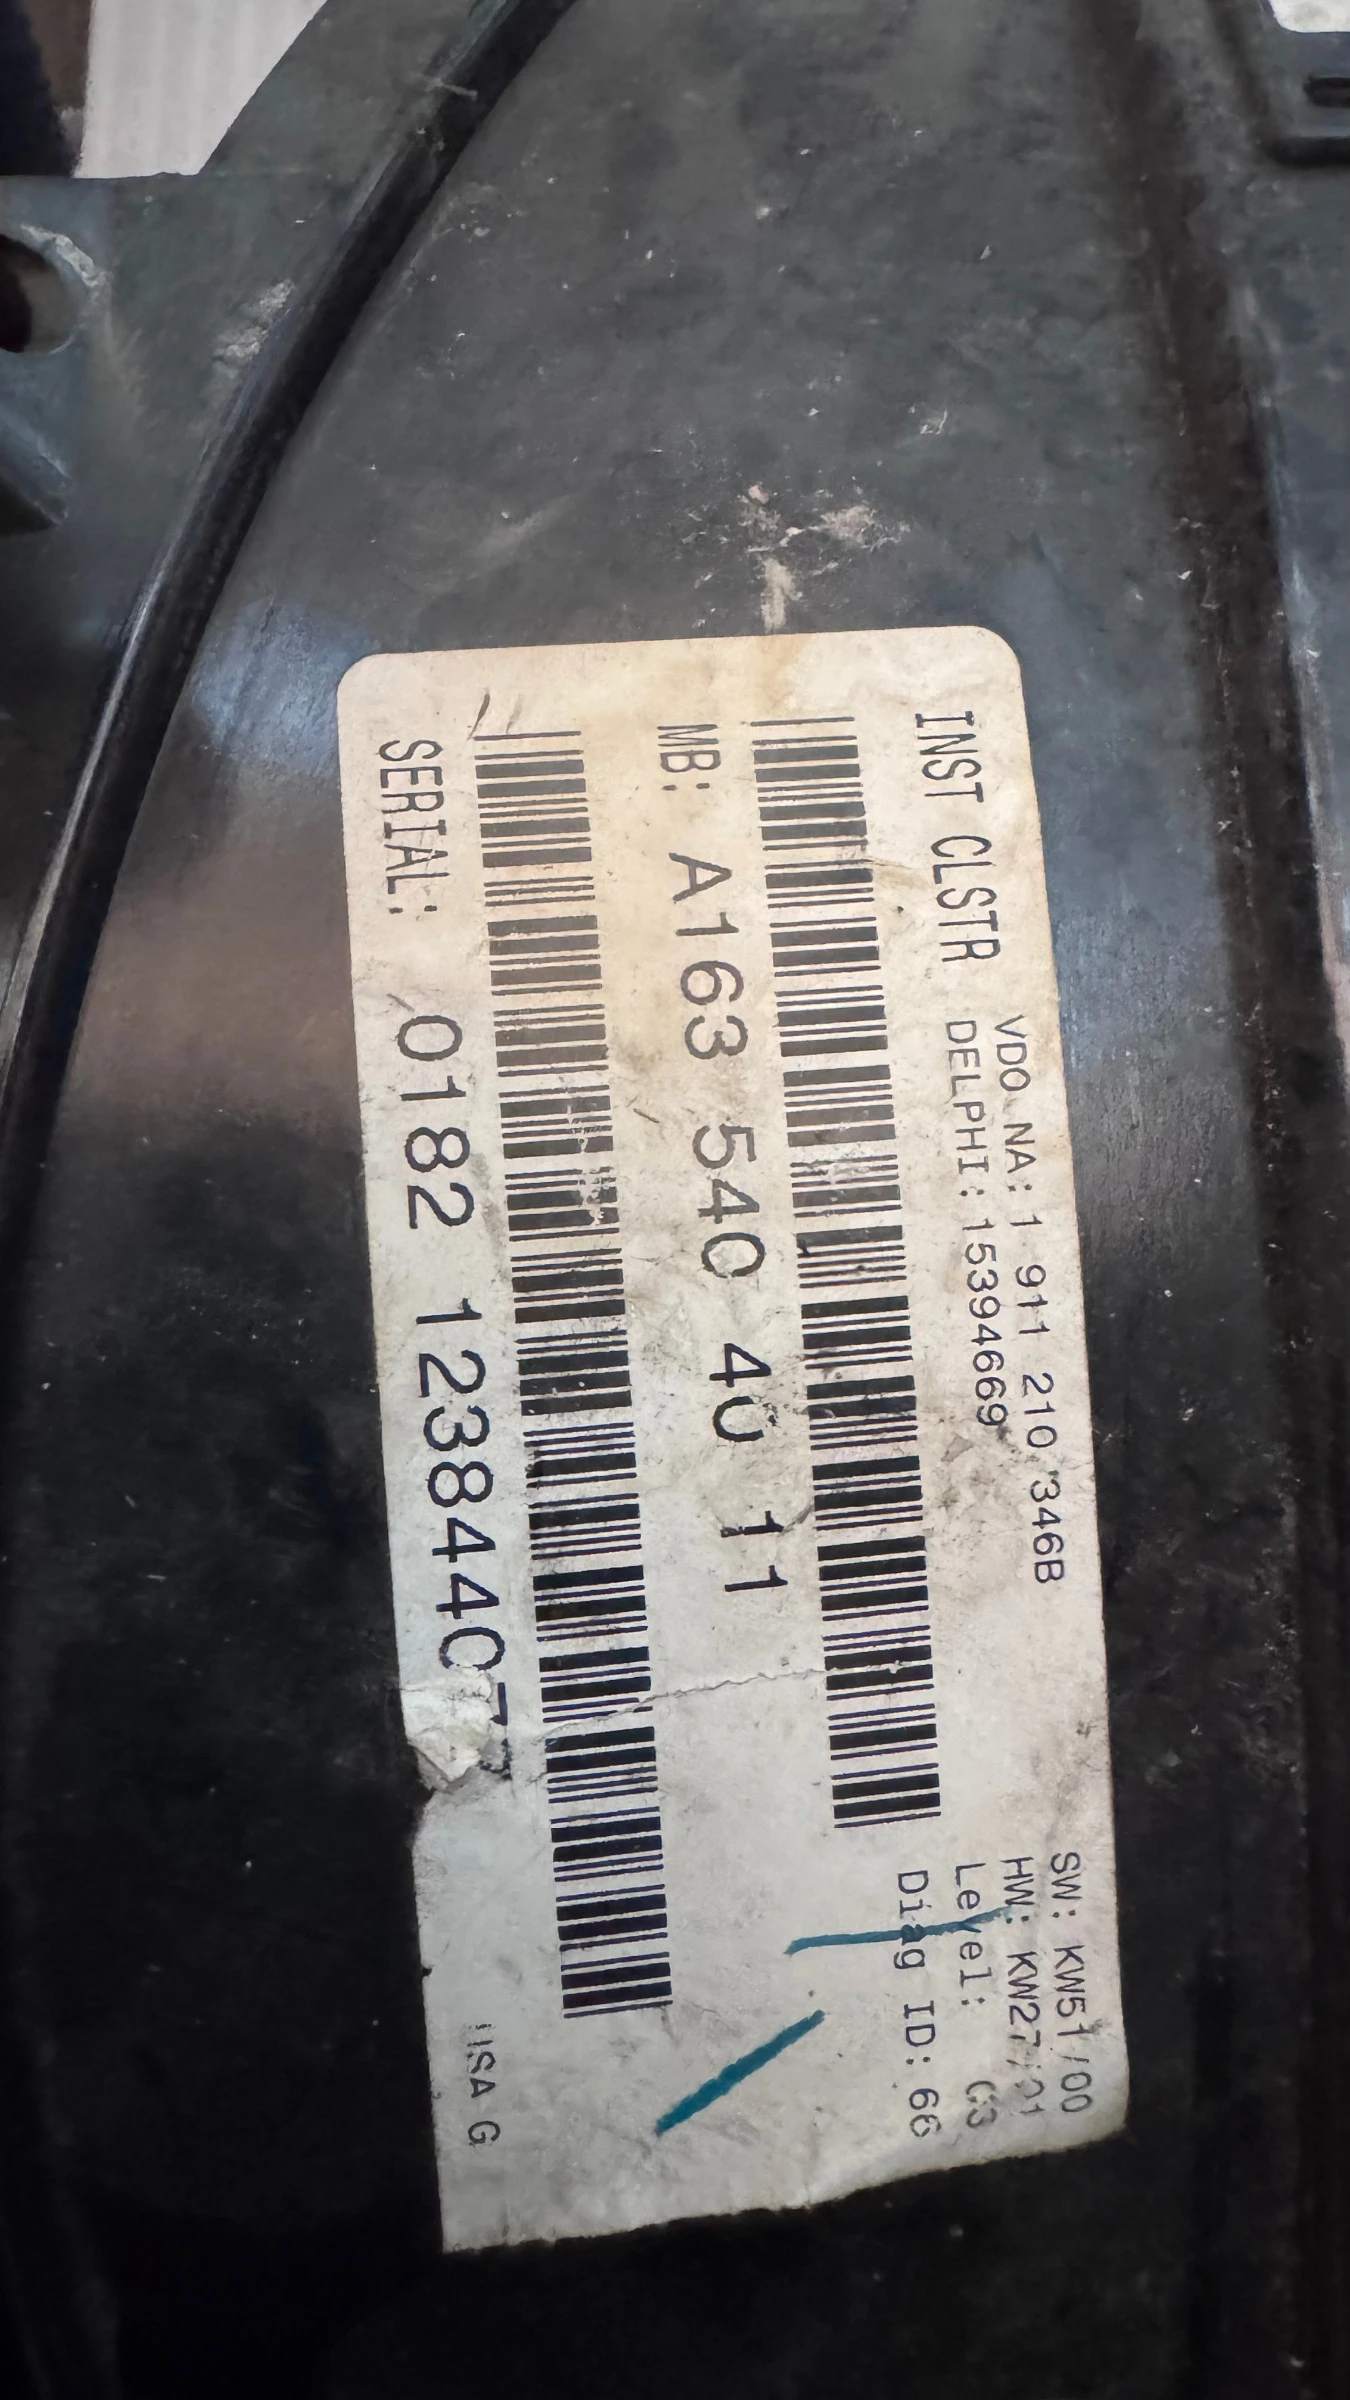 INST CLSTR
VDO NA: 1 911 210 346B
DELPHI: 15394669
SW: KW51/00
HW: KW27/01
Level: C3
Diag ID: 66
MB: A163 540 40 11
SERIAL: 0182 1238440
USA G